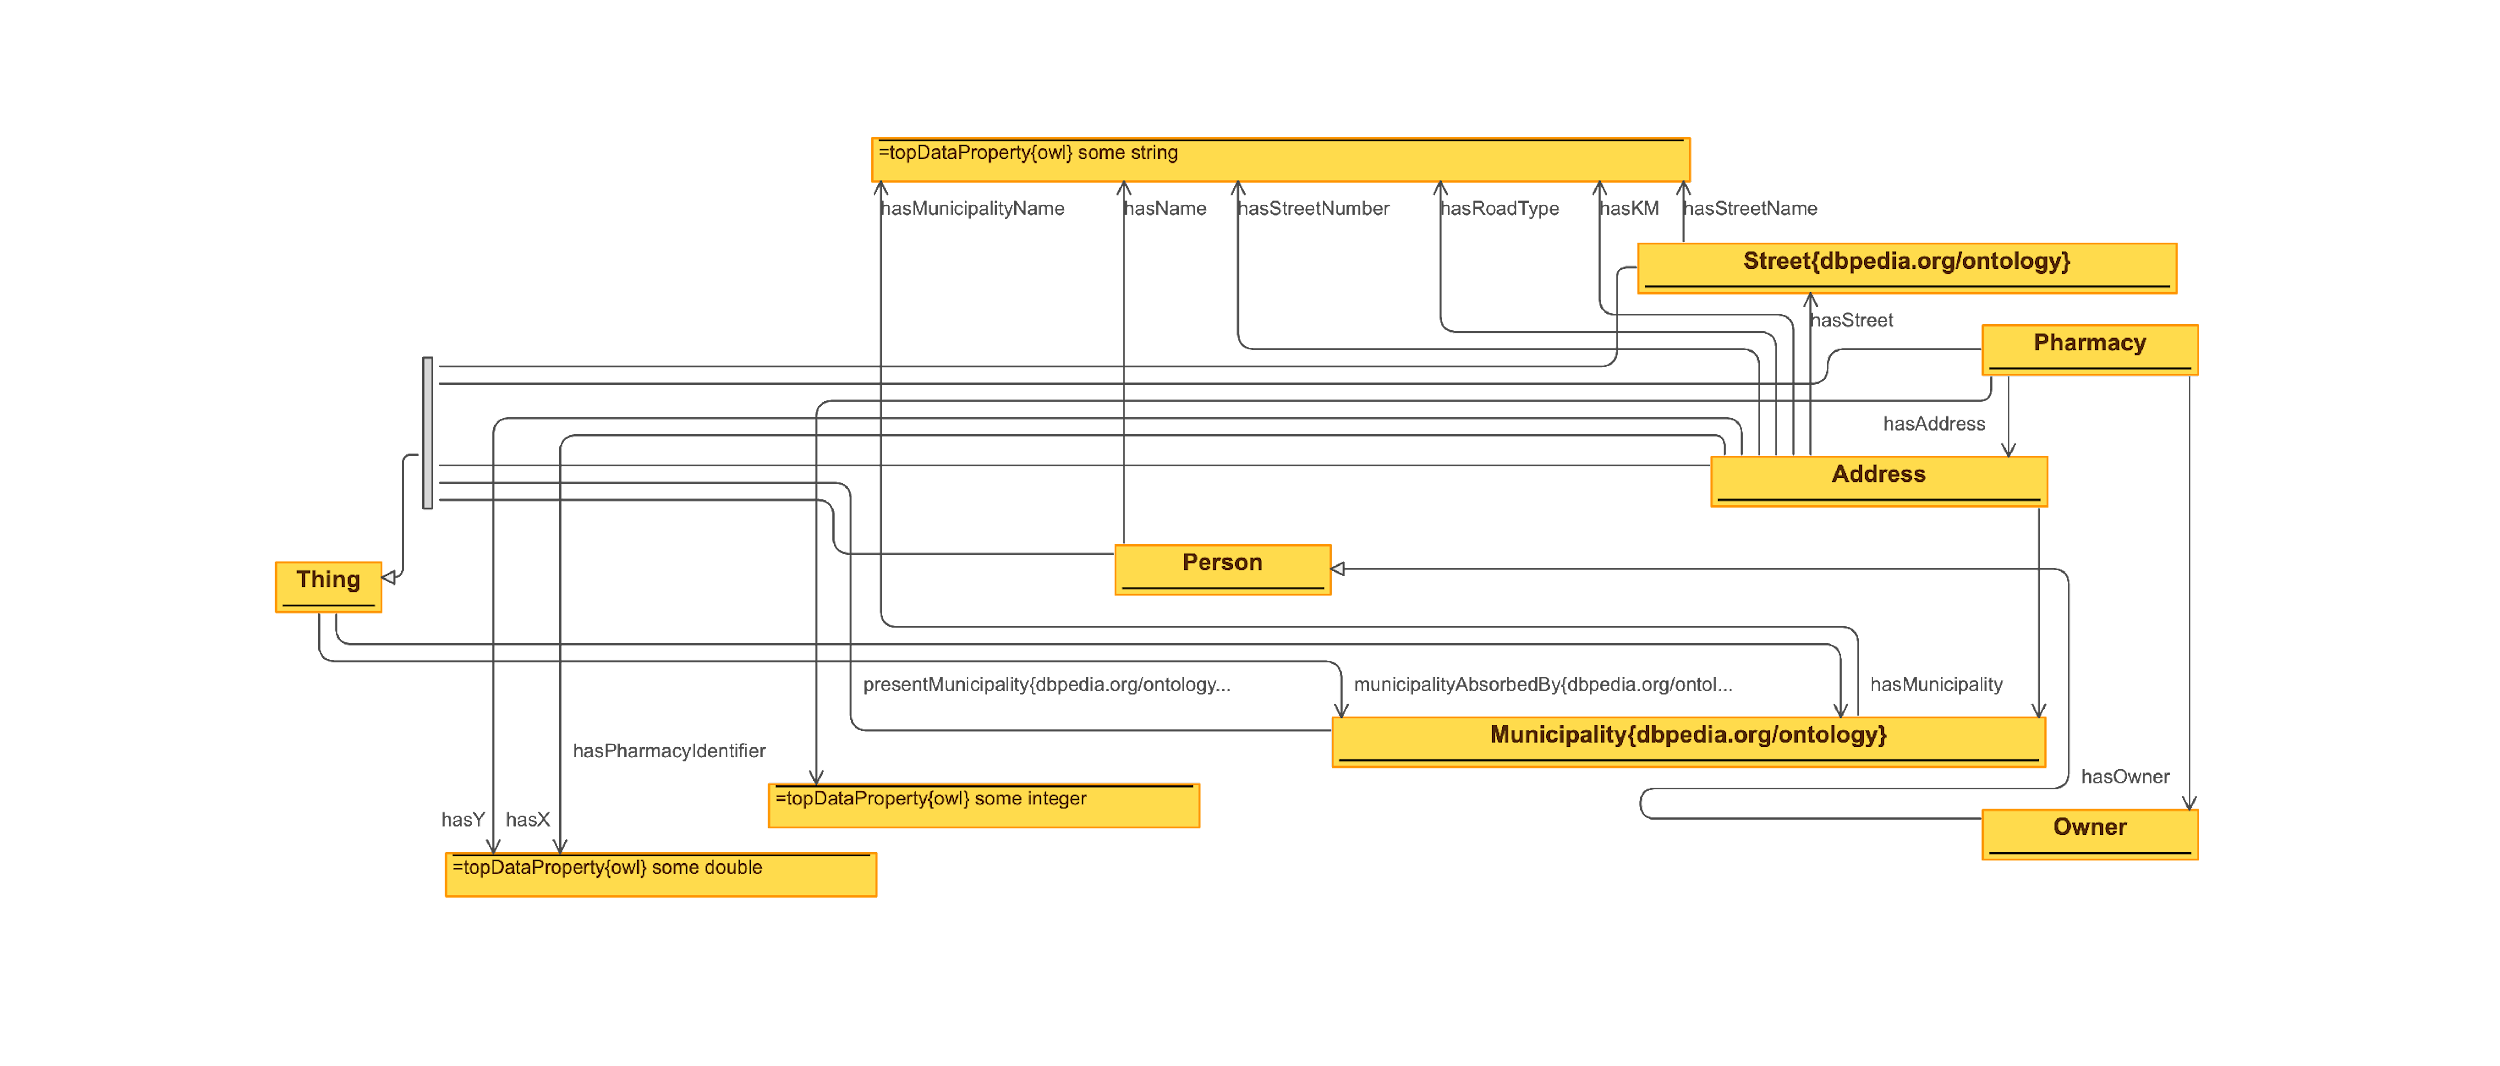 =topDataProperty{owl} some string
hasMunicipalityName
hasName
hasStreetNumber
hasRoadType
hasKM
hasStreetName
Street{dbpedia.org/ontology}
hasStreet
Pharmacy
hasAddress
Address
Person
Thing
presentMunicipality{dbpedia.org/ontology...
municipalityAbsorbedBy{dbpedia.org/ontol...
hasMunicipality
Municipality{dbpedia.org/ontology}
hasPharmacyIdentifier
hasOwner
=topDataProperty{owl} some integer
hasY
hasX
Owner
=topDataProperty{owl} some double